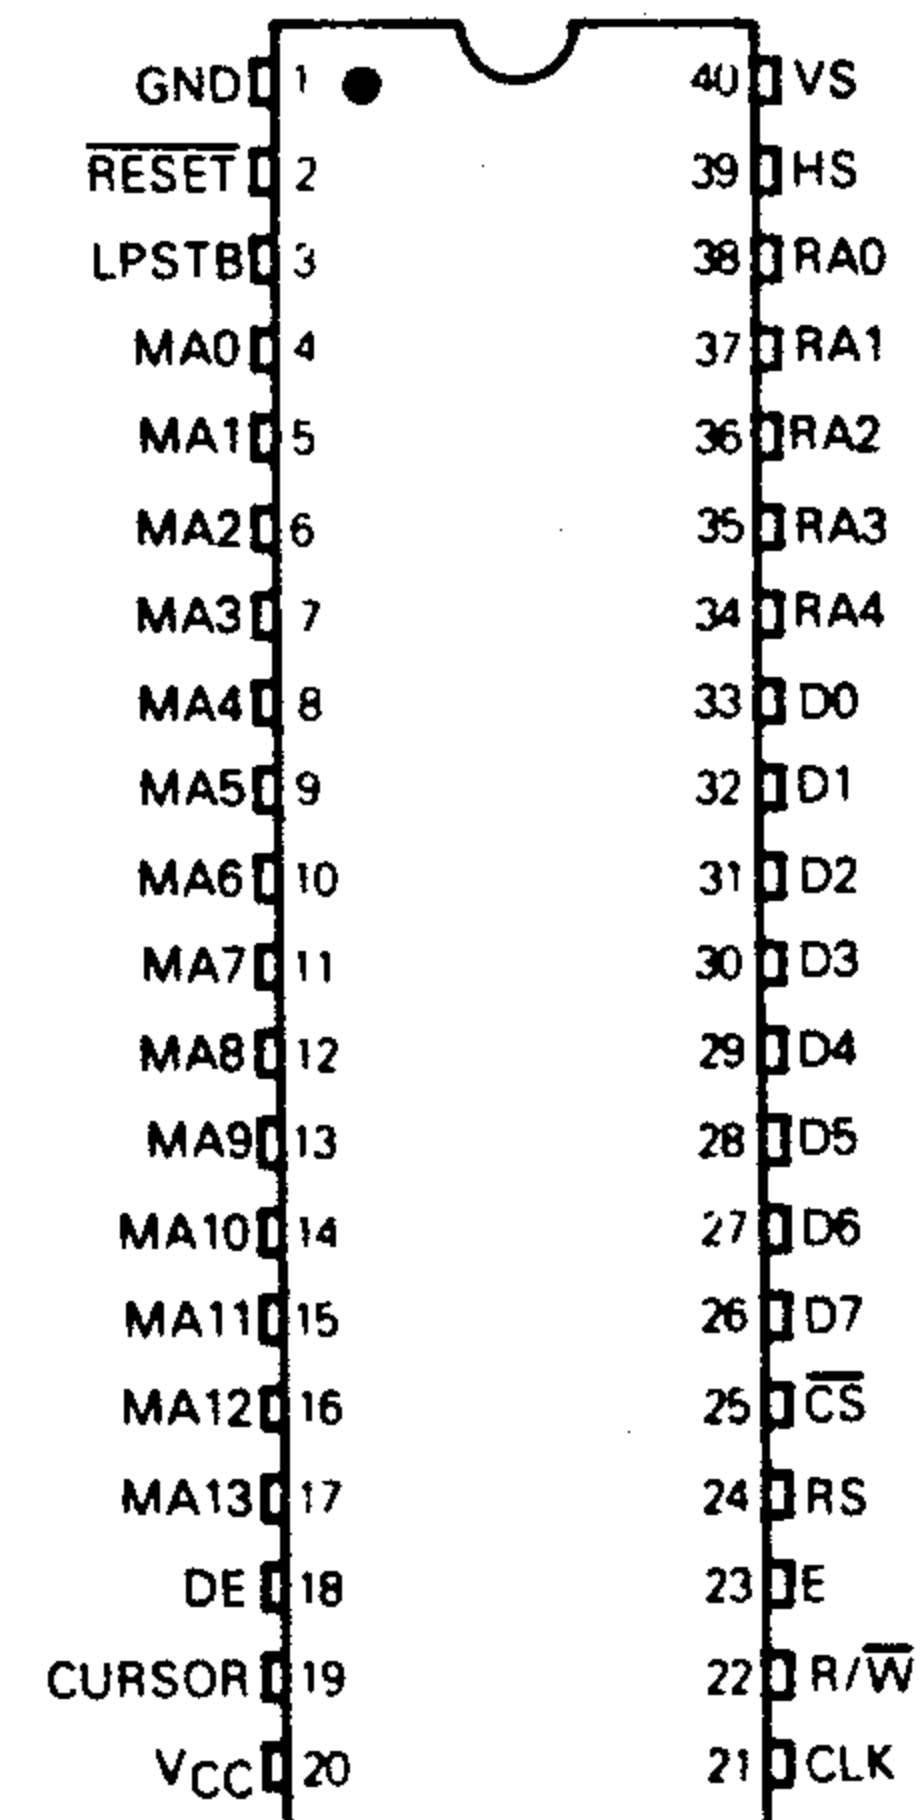 GND 1 40 VS
RESET 2 39 HS
LPSTB 3 38 RA0
MA0 4 37 RA1
MA1 5 36 RA2
MA2 6 35 RA3
MA3 7 34 RA4
MA4 8 33 D0
MA5 9 32 D1
MA6 10 31 D2
MA7 11 30 D3
MA8 12 29 D4
MA9 13 28 D5
MA10 14 27 D6
MA11 15 26 D7
MA12 16 25 CS
MA13 17 24 RS
DE 18 23 E
CURSOR 19 22 R/W
VCC 20 21 CLK